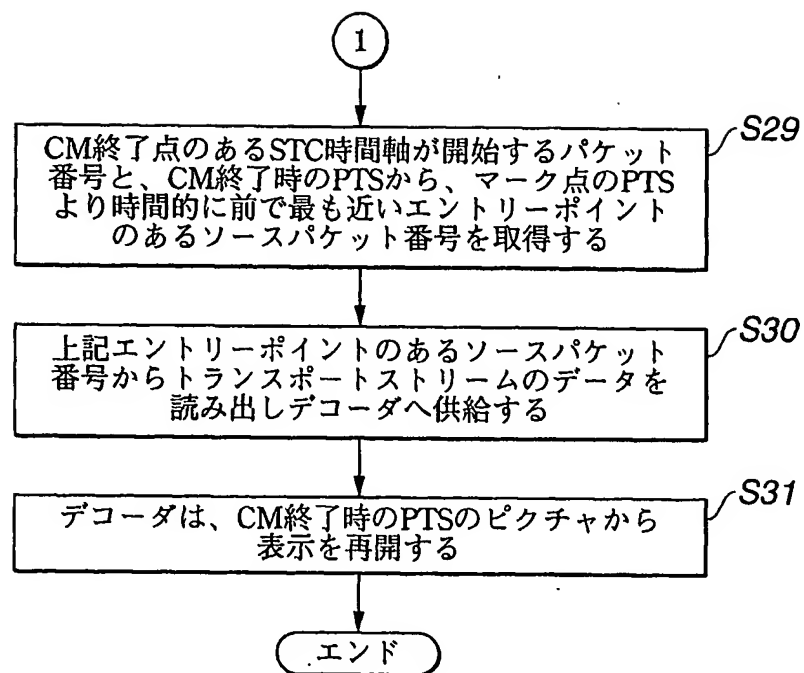 1
S29
CM終了点のあるSTC時間軸が開始するパケット
番号と、CM終了時のPTSから、マーク点のPTS
より時間的に前で最も近いエントリーポイント
のあるソースパケット番号を取得する
S30
上記エントリーポイントのあるソースパケット
番号からトランスポートストリームのデータを
読み出しデコーダへ供給する
S31
デコーダは、CM終了時のPTSのピクチャから
表示を再開する
エンド